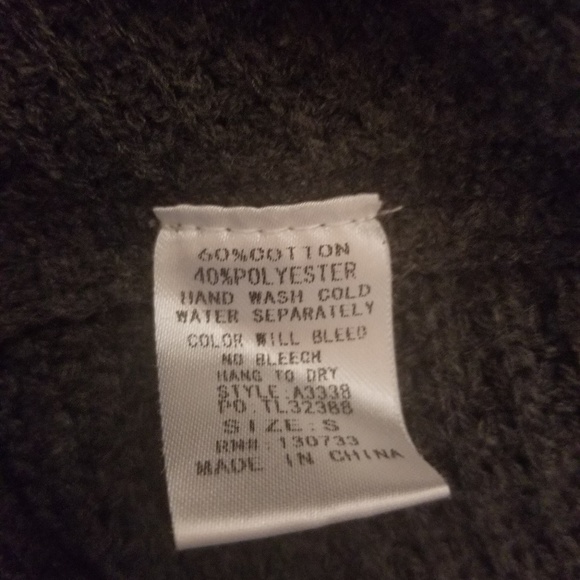 60%COTTON
40%POLYESTER
HAND WASH COLD
WATER SEPARATELY
COLOR WILL BLEED
NO BLEECH
HANG TO DRY
STYLE:A3338
PO.TL32388
SIZE:S
RN#:130733
MADE IN CHINA